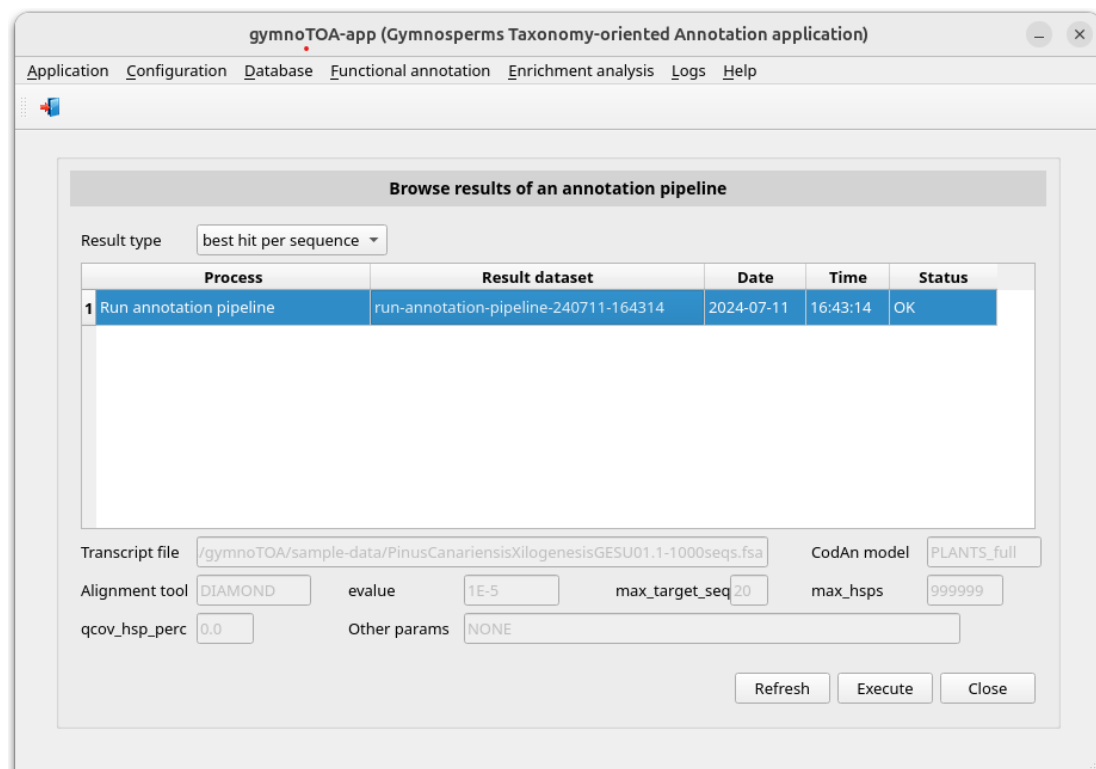 gymnoTOA-app (Gymnosperms Taxonomy-oriented Annotation application)
Application Configuration Database Functional annotation Enrichment analysis Logs Help
Browse results of an annotation pipeline
Result type best hit per sequence
Process Result dataset Date Time Status
1 Run annotation pipeline run-annotation-pipeline-240711-164314 2024-07-11 16:43:14 OK
Transcript file /gymnoTOA/sample-data/PinusCanariensisXilogenesisGESU01.1-1000seqs.fsa CodAn model PLANTS_full
Alignment tool DIAMOND evalue 1E-5 max_target_seq 20 max_hsps 999999
qcov_hsp_perc 0.0 Other params NONE
Refresh Execute Close